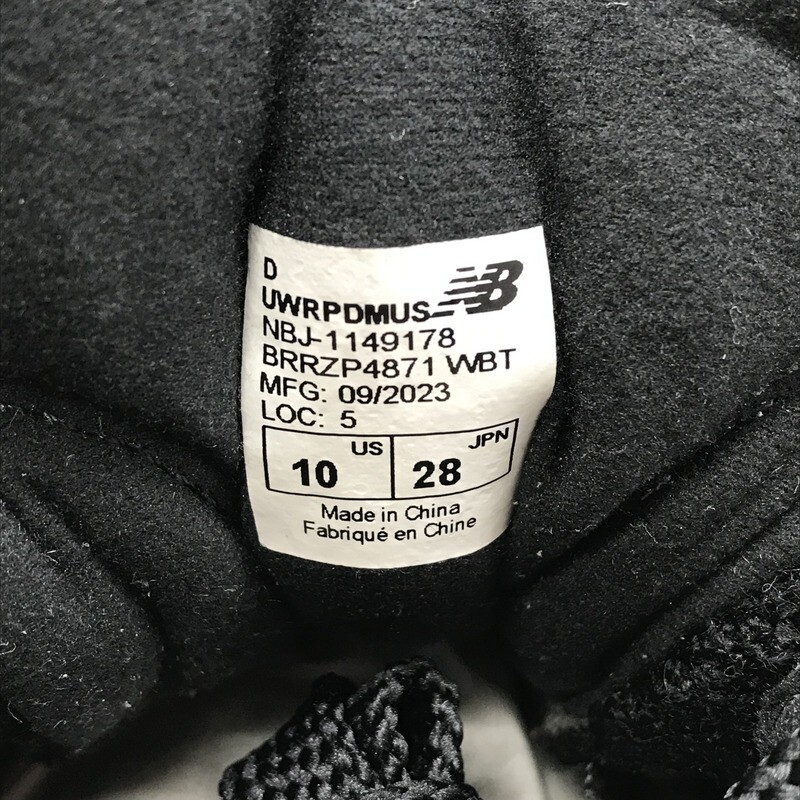 D
UWRPDMUS NB
NBJ-1149178
BRRZP4871 WBT
MFG: 09/2023
LOC: 5
10 US 28 JPN
Made in China
Fabriqué en Chine